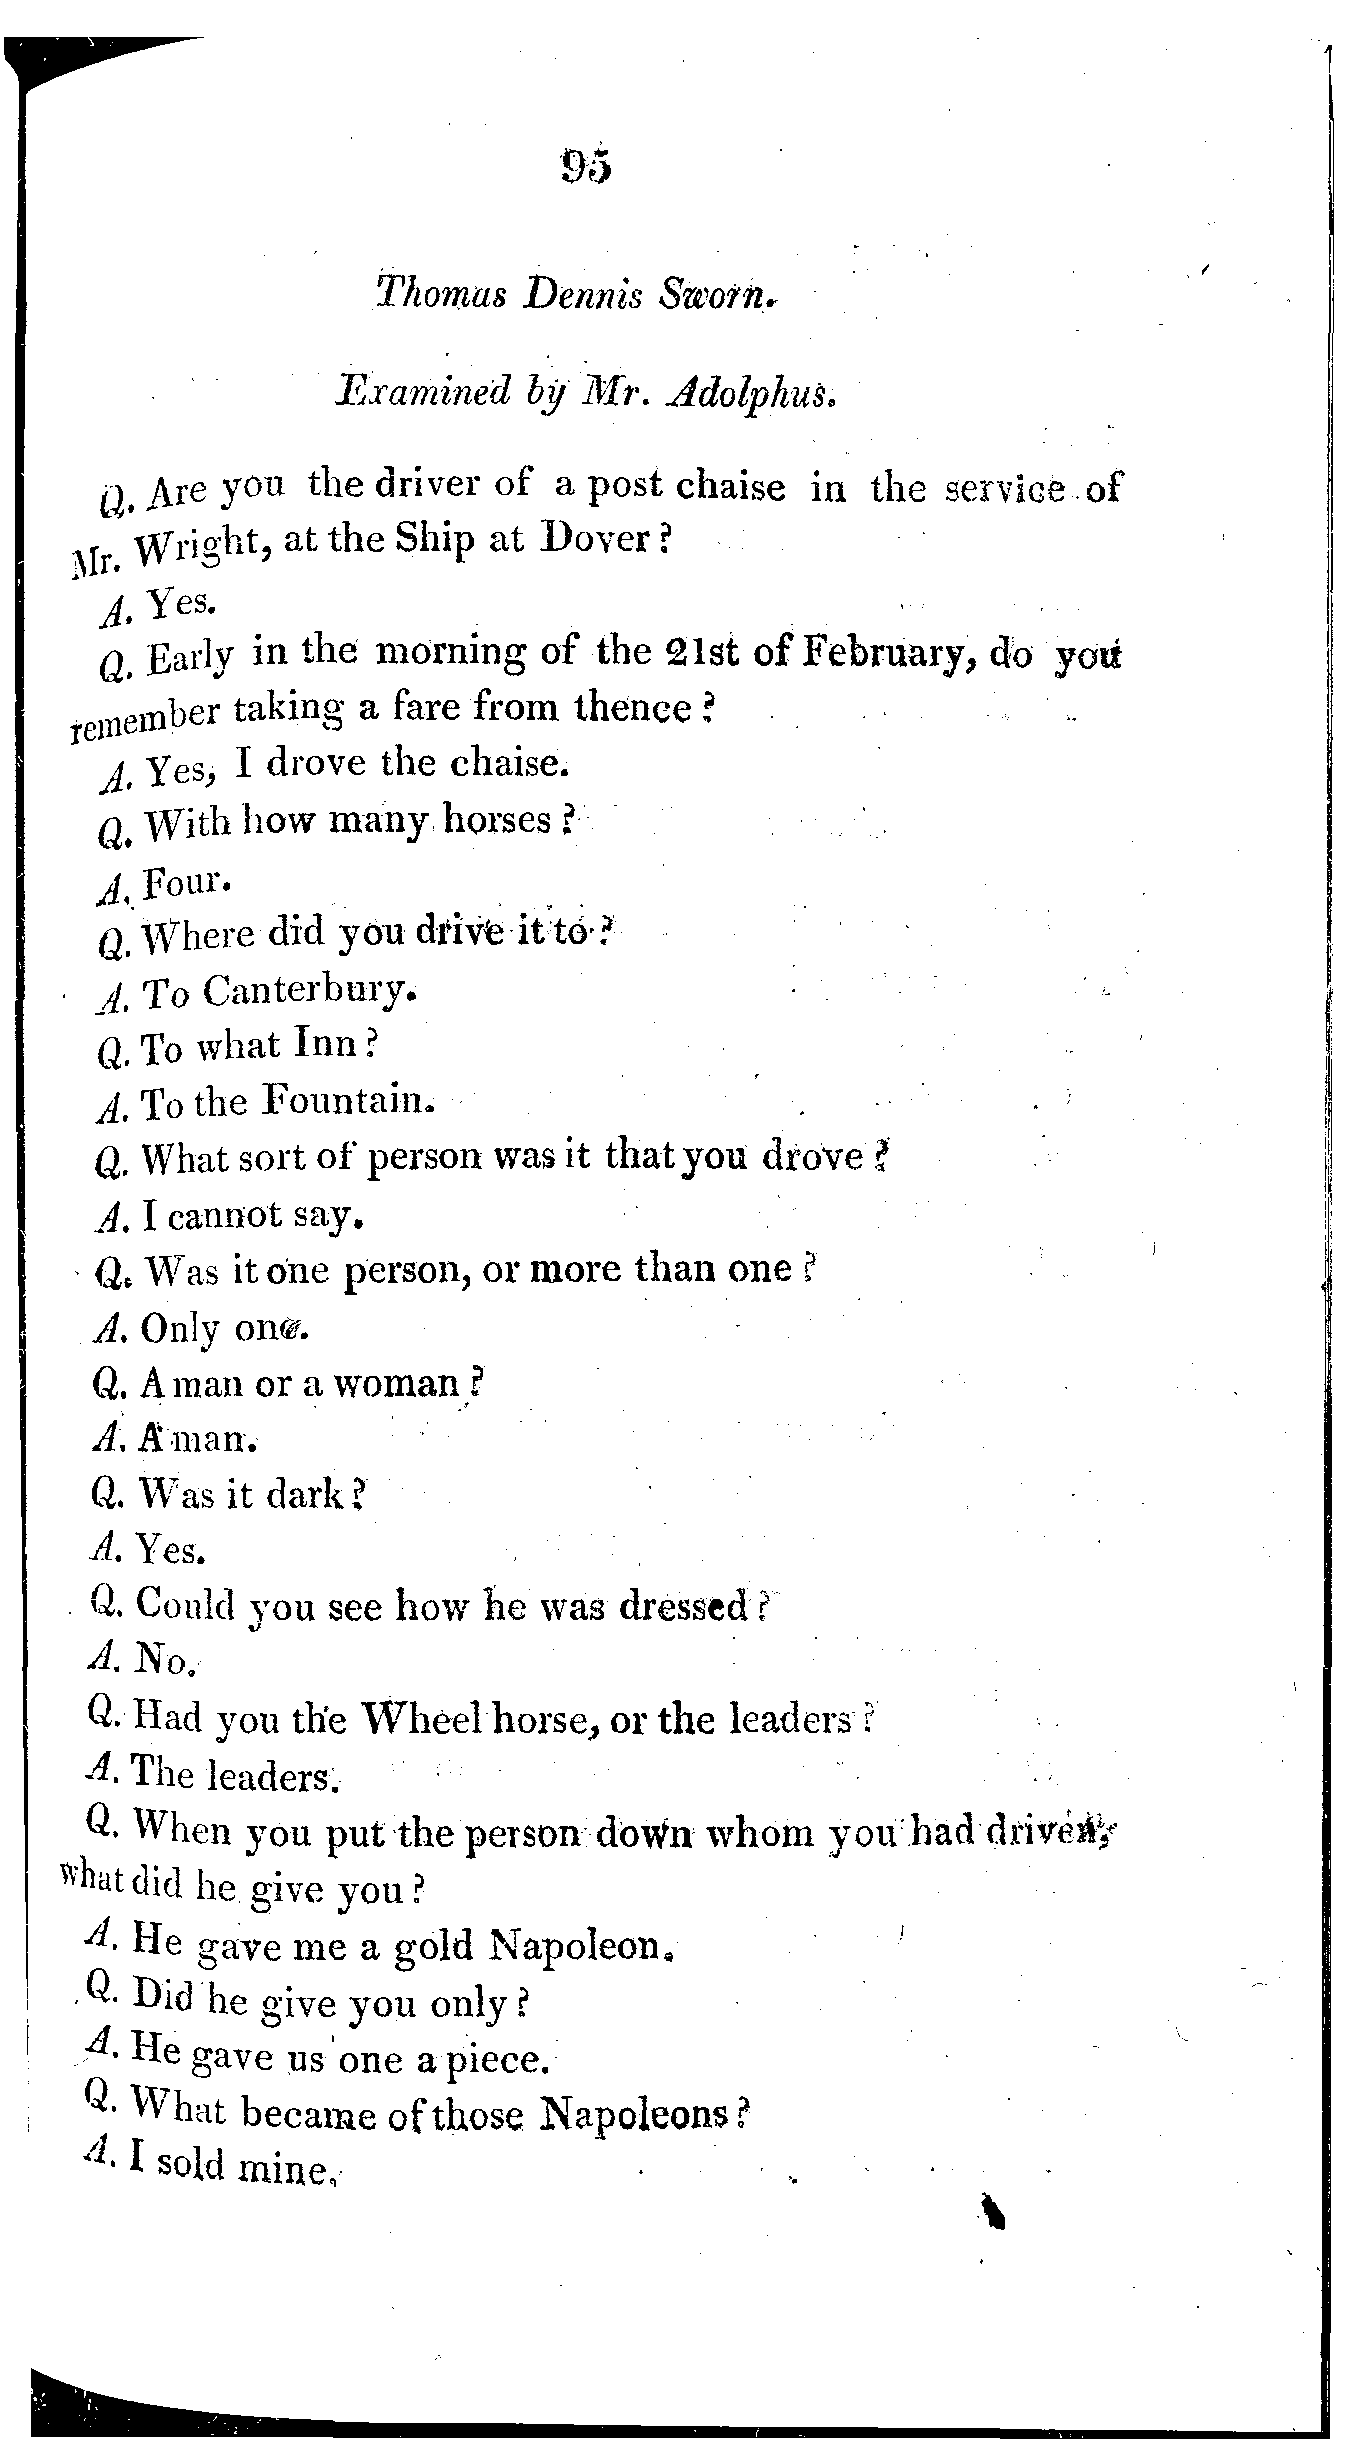 95
Thomas Dennis Sworn.
Examined by Mr. Adolphus.
Q. Are you the driver of a post chaise in the service of
Mr. Wright, at the Ship at Dover?
A. Yes.
Q. Early in the morning of the 21st of February, do you
remember taking a fare from thence?
A. Yes, I drove the chaise.
Q. With how many horses?
A. Four.
Q. Where did you drive it to?
A. To Canterbury.
Q. To what Inn?
A. To the Fountain.
Q. What sort of person was it that you drove?
A. I cannot say.
Q. Was it one person, or more than one?
A. Only one.
Q. A man or a woman?
A. A man.
Q. Was it dark?
A. Yes.
Q. Could you see how he was dressed?
A. No.
Q. Had you the Wheel horse, or the leaders?
A. The leaders.
Q. When you put the person down whom you had driven,
what did he give you?
A. He gave me a gold Napoleon.
Q. Did he give you only?
A. He gave us one a piece.
Q. What became of those Napoleons?
A. I sold mine.